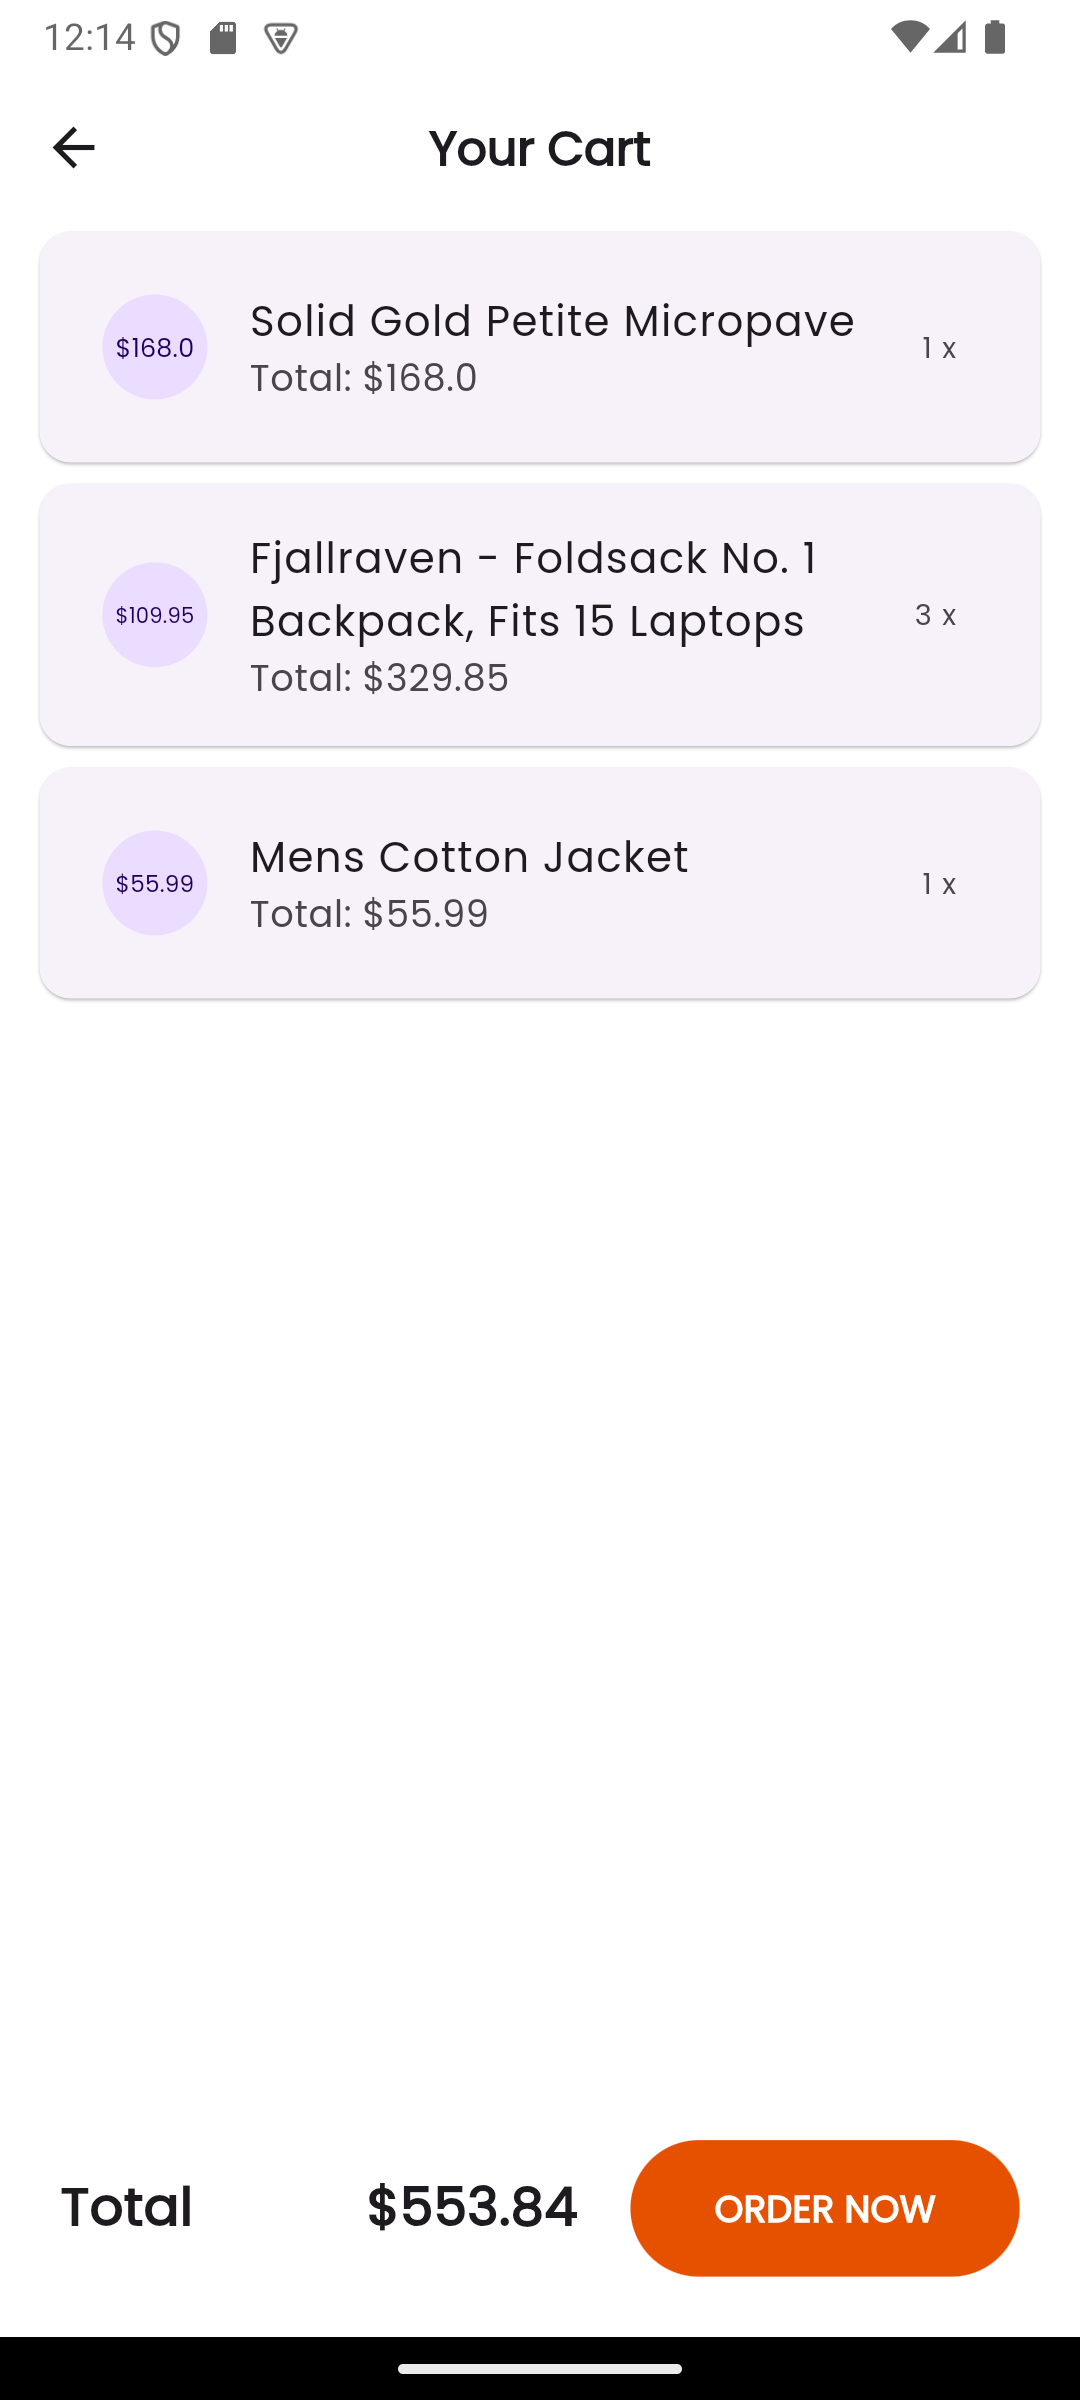 12:14
Your Cart
$168.0
Solid Gold Petite Micropave
Total: $168.0
1 x
$109.95
Fjallraven - Foldsack No. 1
Backpack, Fits 15 Laptops
Total: $329.85
3 x
$55.99
Mens Cotton Jacket
Total: $55.99
1 x
Total
$553.84
ORDER NOW